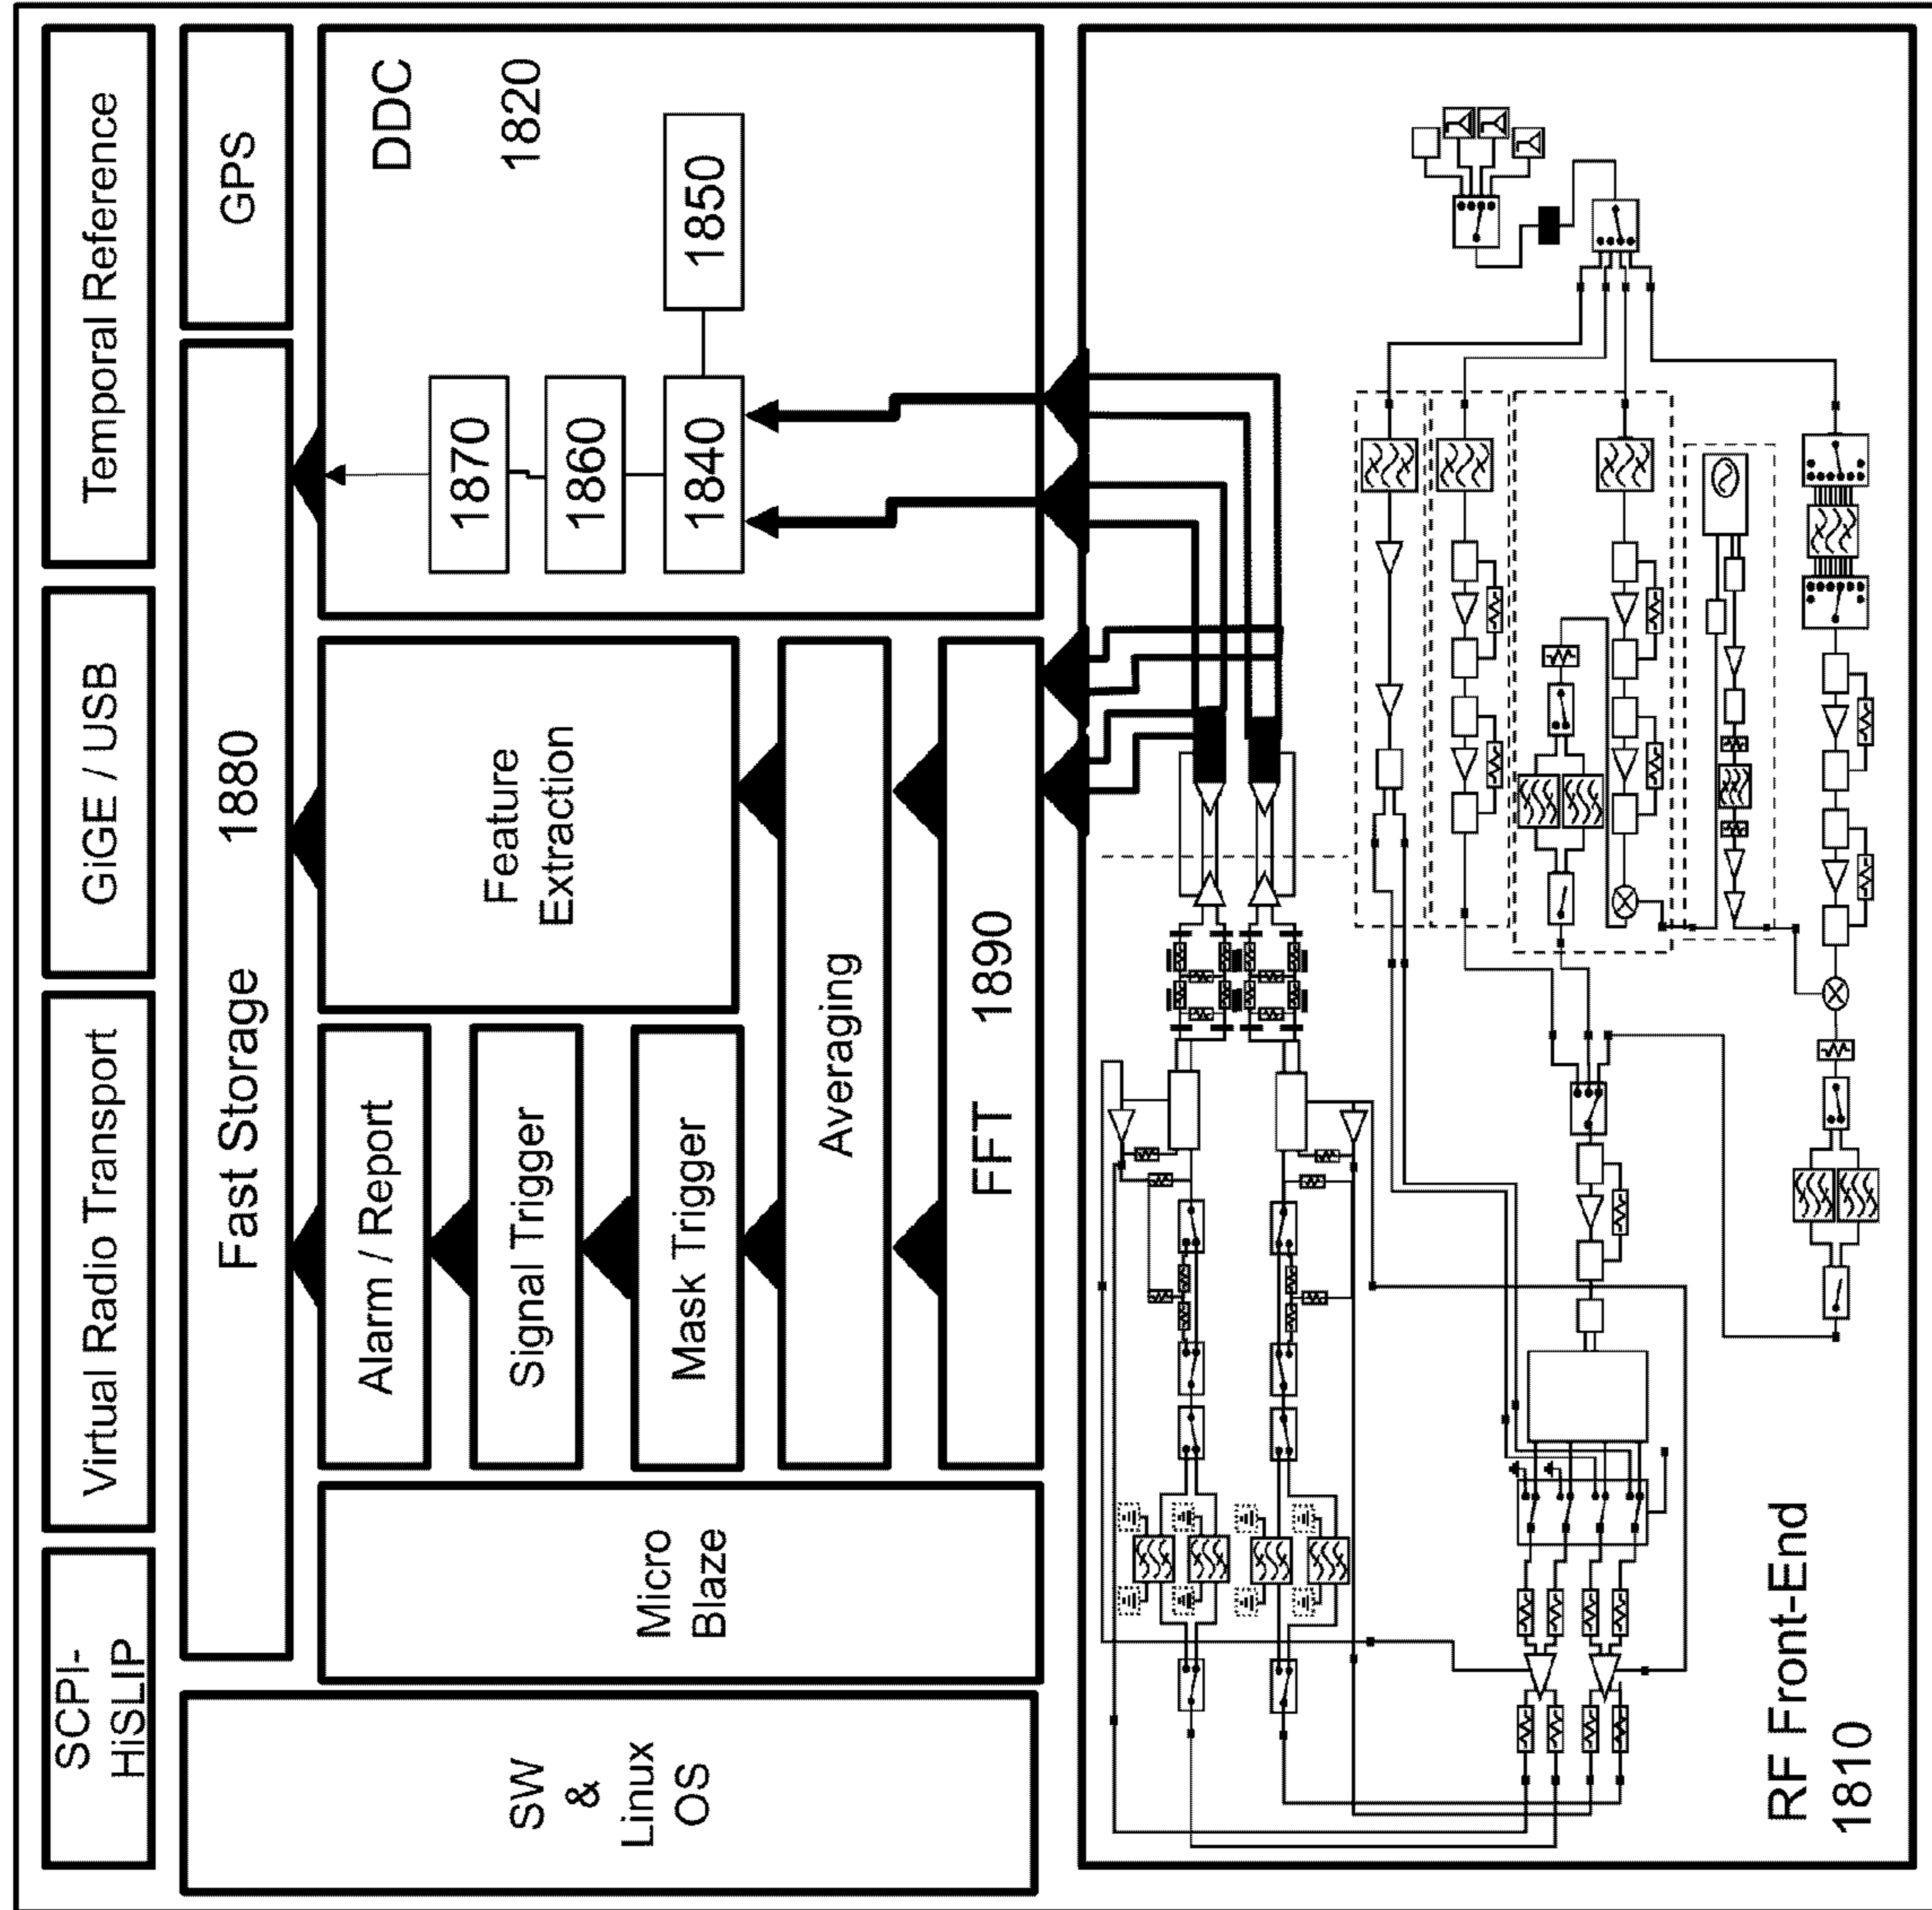 SCPI-
HiSLIP
Virtual Radio Transport
GiGE / USB
Temporal Reference
Fast Storage 1880
GPS
SW
&
Linux
OS
Micro
Blaze
Alarm / Report
Signal Trigger
Mask Trigger
Feature
Extraction
Averaging
FFT 1890
DDC
1820
1870
1860
1840
1850
RF Front-End
1810